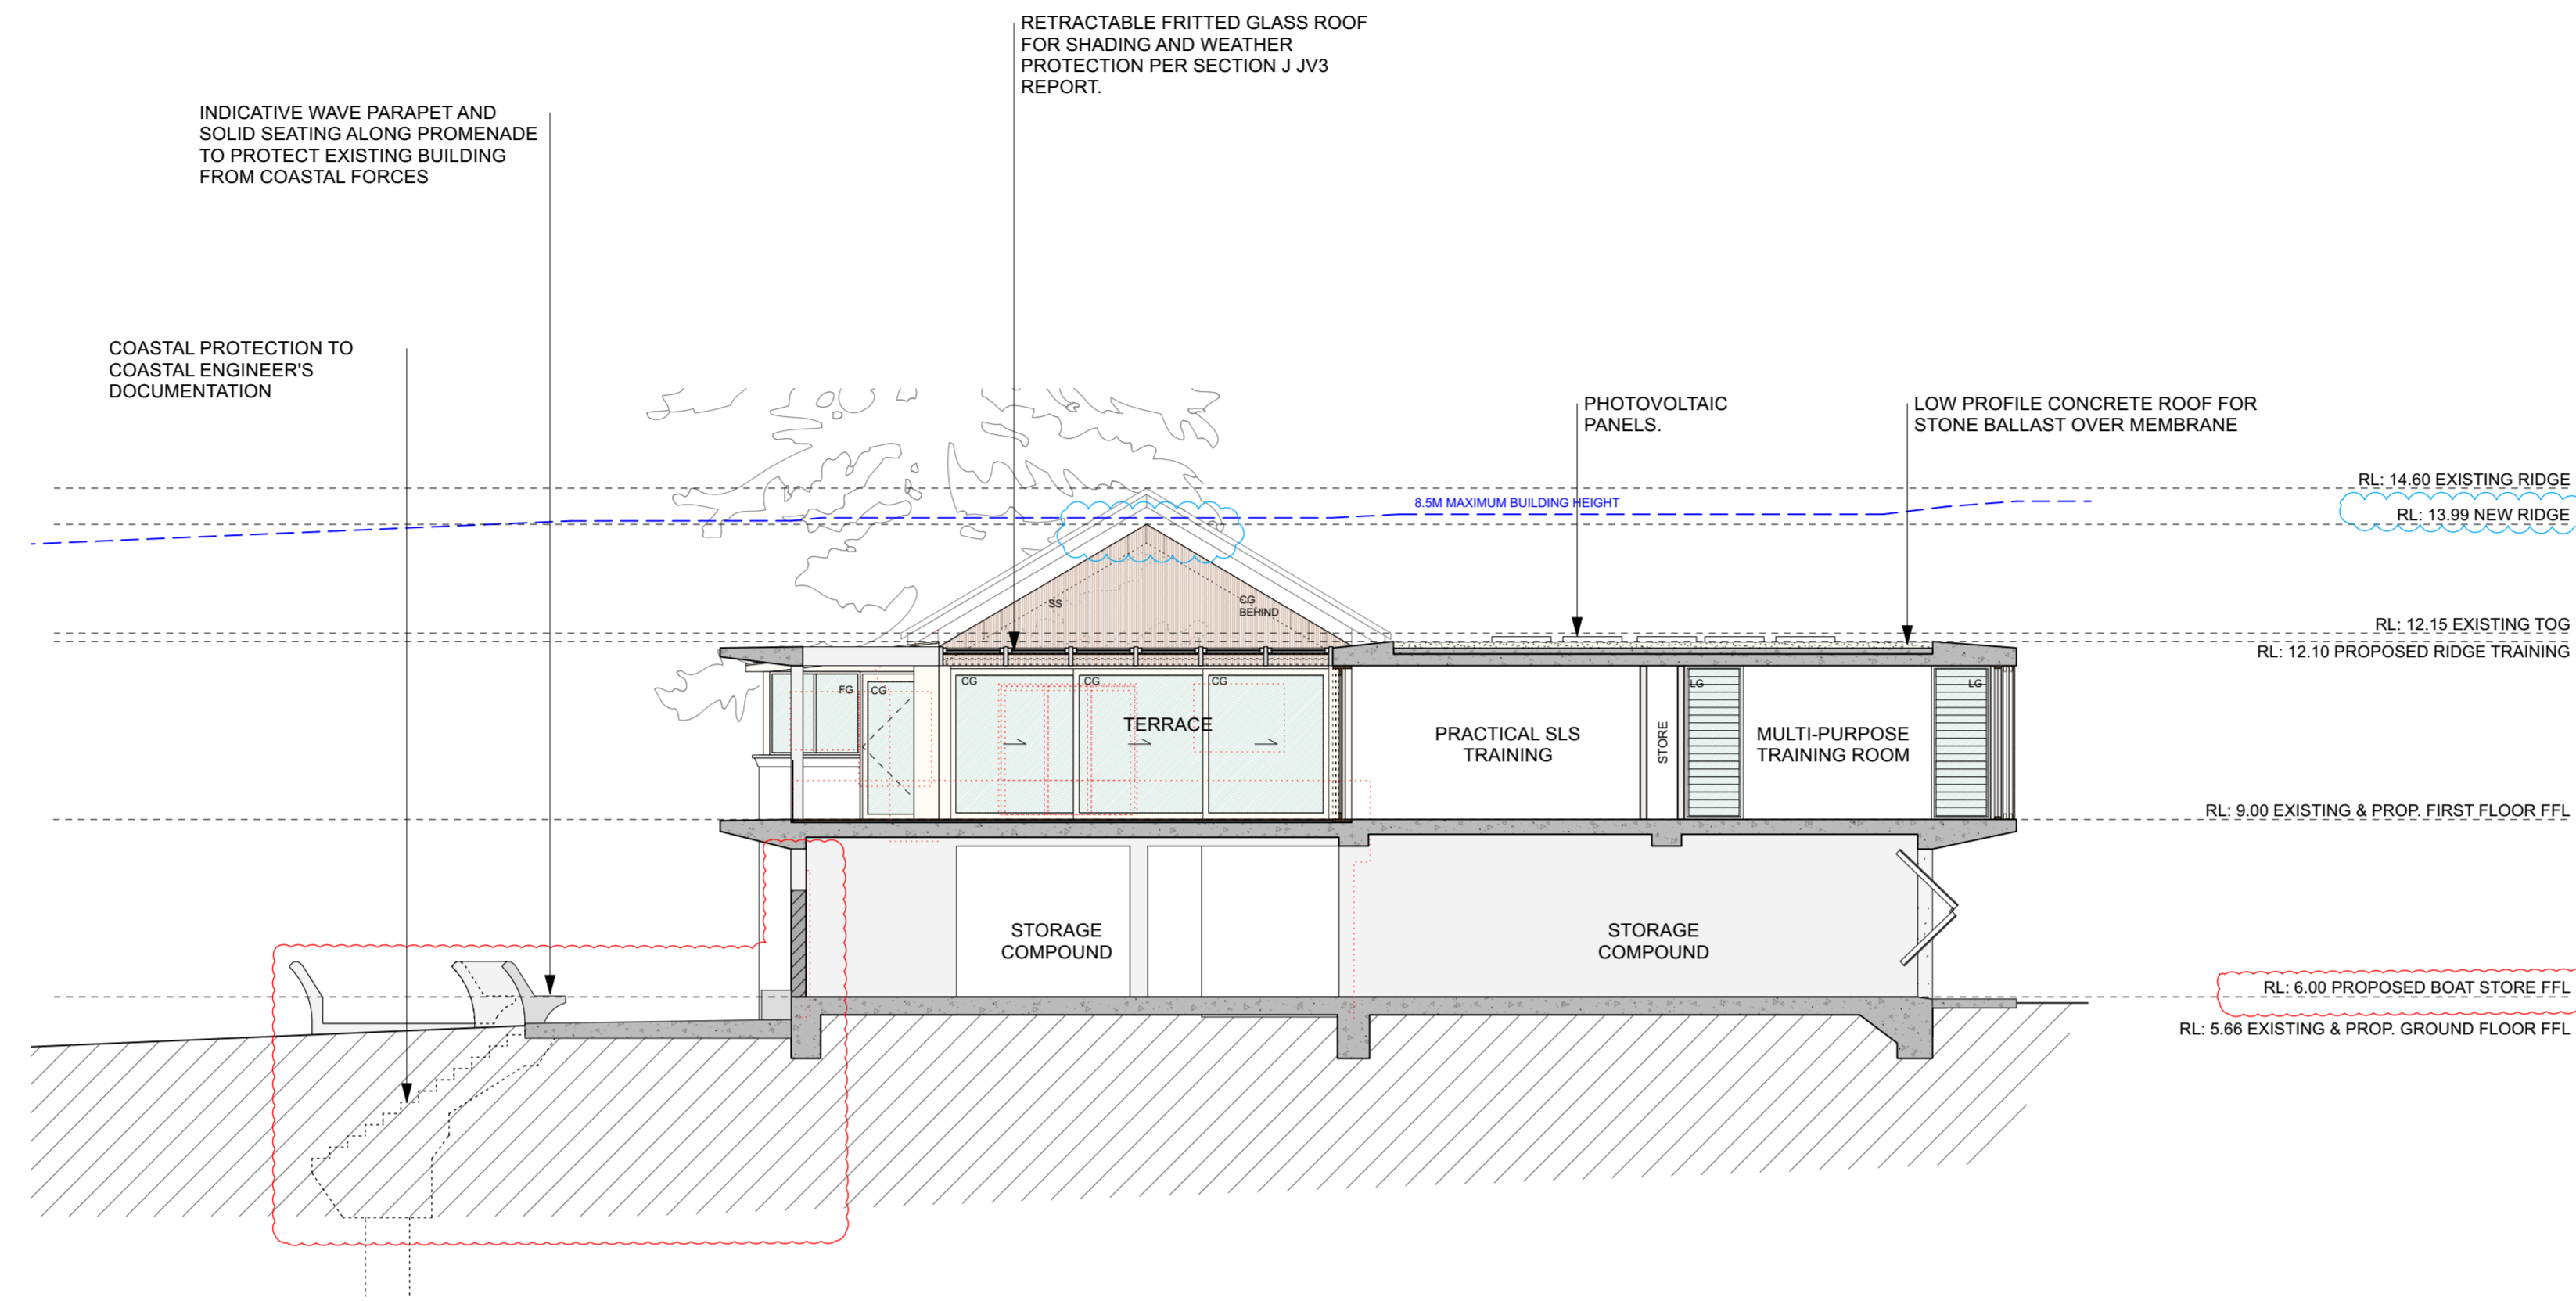 RETRACTABLE FRITTED GLASS ROOF
FOR SHADING AND WEATHER
PROTECTION PER SECTION J JV3
REPORT.
INDICATIVE WAVE PARAPET AND
SOLID SEATING ALONG PROMENADE
TO PROTECT EXISTING BUILDING
FROM COASTAL FORCES
COASTAL PROTECTION TO
COASTAL ENGINEER'S
DOCUMENTATION
PHOTOVOLTAIC
PANELS.
LOW PROFILE CONCRETE ROOF FOR
STONE BALLAST OVER MEMBRANE
RL: 14.60 EXISTING RIDGE
8.5M MAXIMUM BUILDING HEIGHT
RL: 13.99 NEW RIDGE
SS
CG
BEHIND
RL: 12.15 EXISTING TOG
RL: 12.10 PROPOSED RIDGE TRAINING
FG
CG
CG
CG
CG
LG
LG
TERRACE
PRACTICAL SLS
TRAINING
STORE
MULTI-PURPOSE
TRAINING ROOM
RL: 9.00 EXISTING & PROP. FIRST FLOOR FFL
STORAGE
COMPOUND
STORAGE
COMPOUND
RL: 6.00 PROPOSED BOAT STORE FFL
RL: 5.66 EXISTING & PROP. GROUND FLOOR FFL